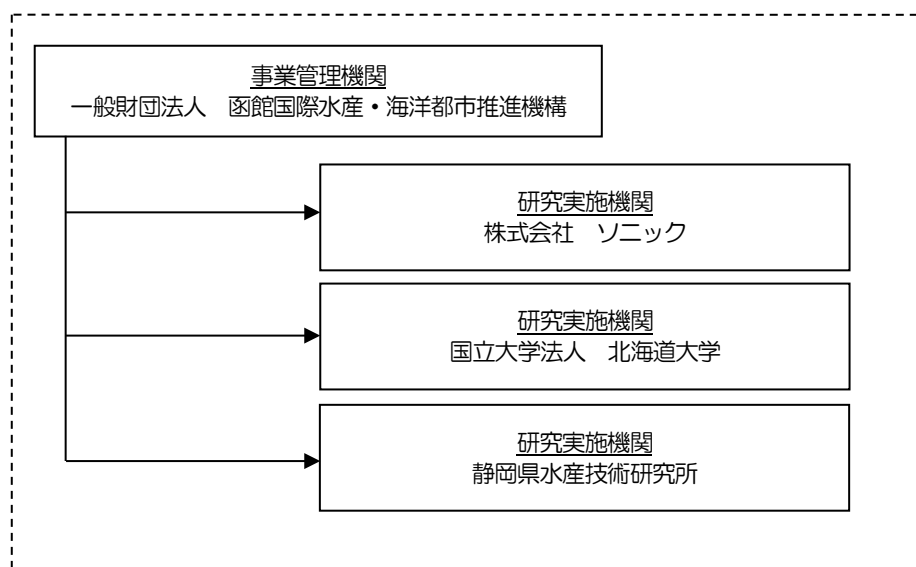 事業管理機関
一般財団法人　函館国際水産・海洋都市推進機構
研究実施機関
株式会社　ソニック
研究実施機関
国立大学法人　北海道大学
研究実施機関
静岡県水産技術研究所